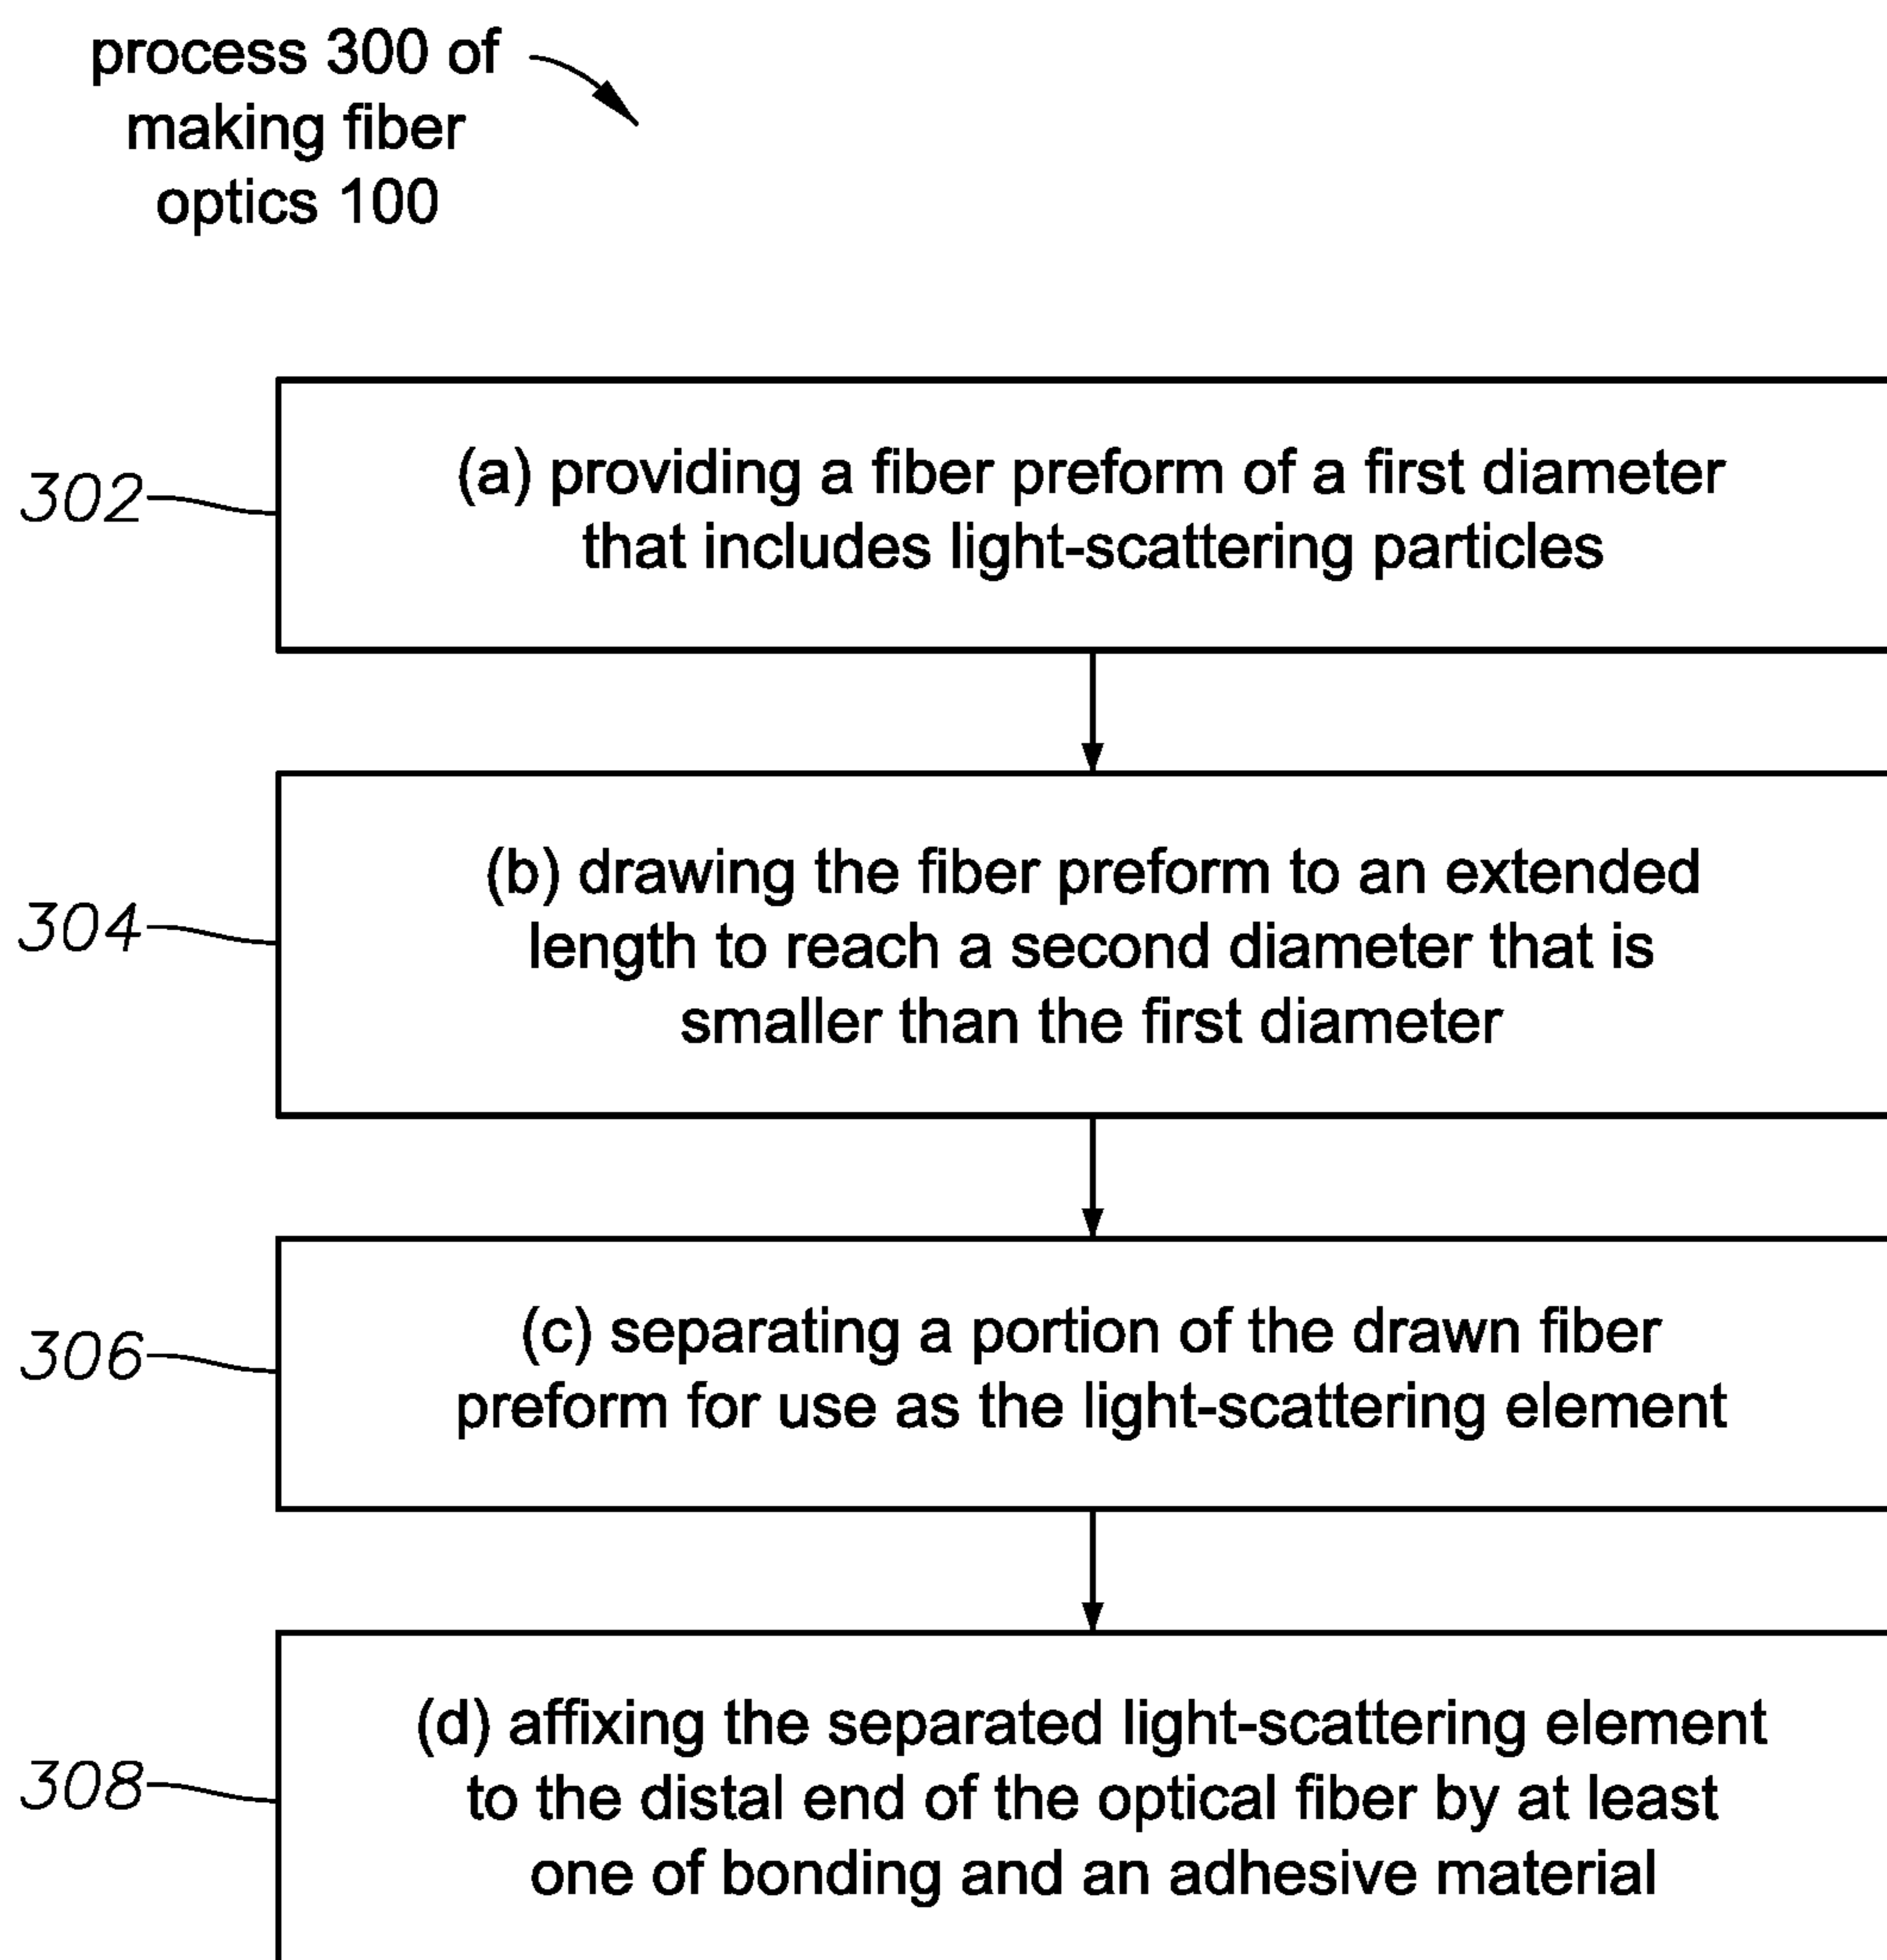 process 300 of
making fiber
optics 100
302
(a) providing a fiber preform of a first diameter
that includes light-scattering particles
304
(b) drawing the fiber preform to an extended
length to reach a second diameter that is
smaller than the first diameter
306
(c) separating a portion of the drawn fiber
preform for use as the light-scattering element
308
(d) affixing the separated light-scattering element
to the distal end of the optical fiber by at least
one of bonding and an adhesive material